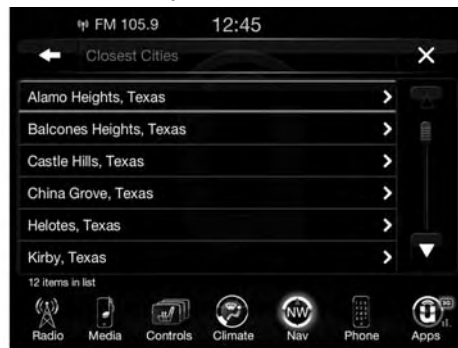 FM 105.9 12:45
Closest Cities
Alamo Heights, Texas
Balcones Heights, Texas
Castle Hills, Texas
China Grove, Texas
Helotes, Texas
Kirby, Texas
12 items in list
NW
3G
Radio Media Controls Climate Nav Phone Apps